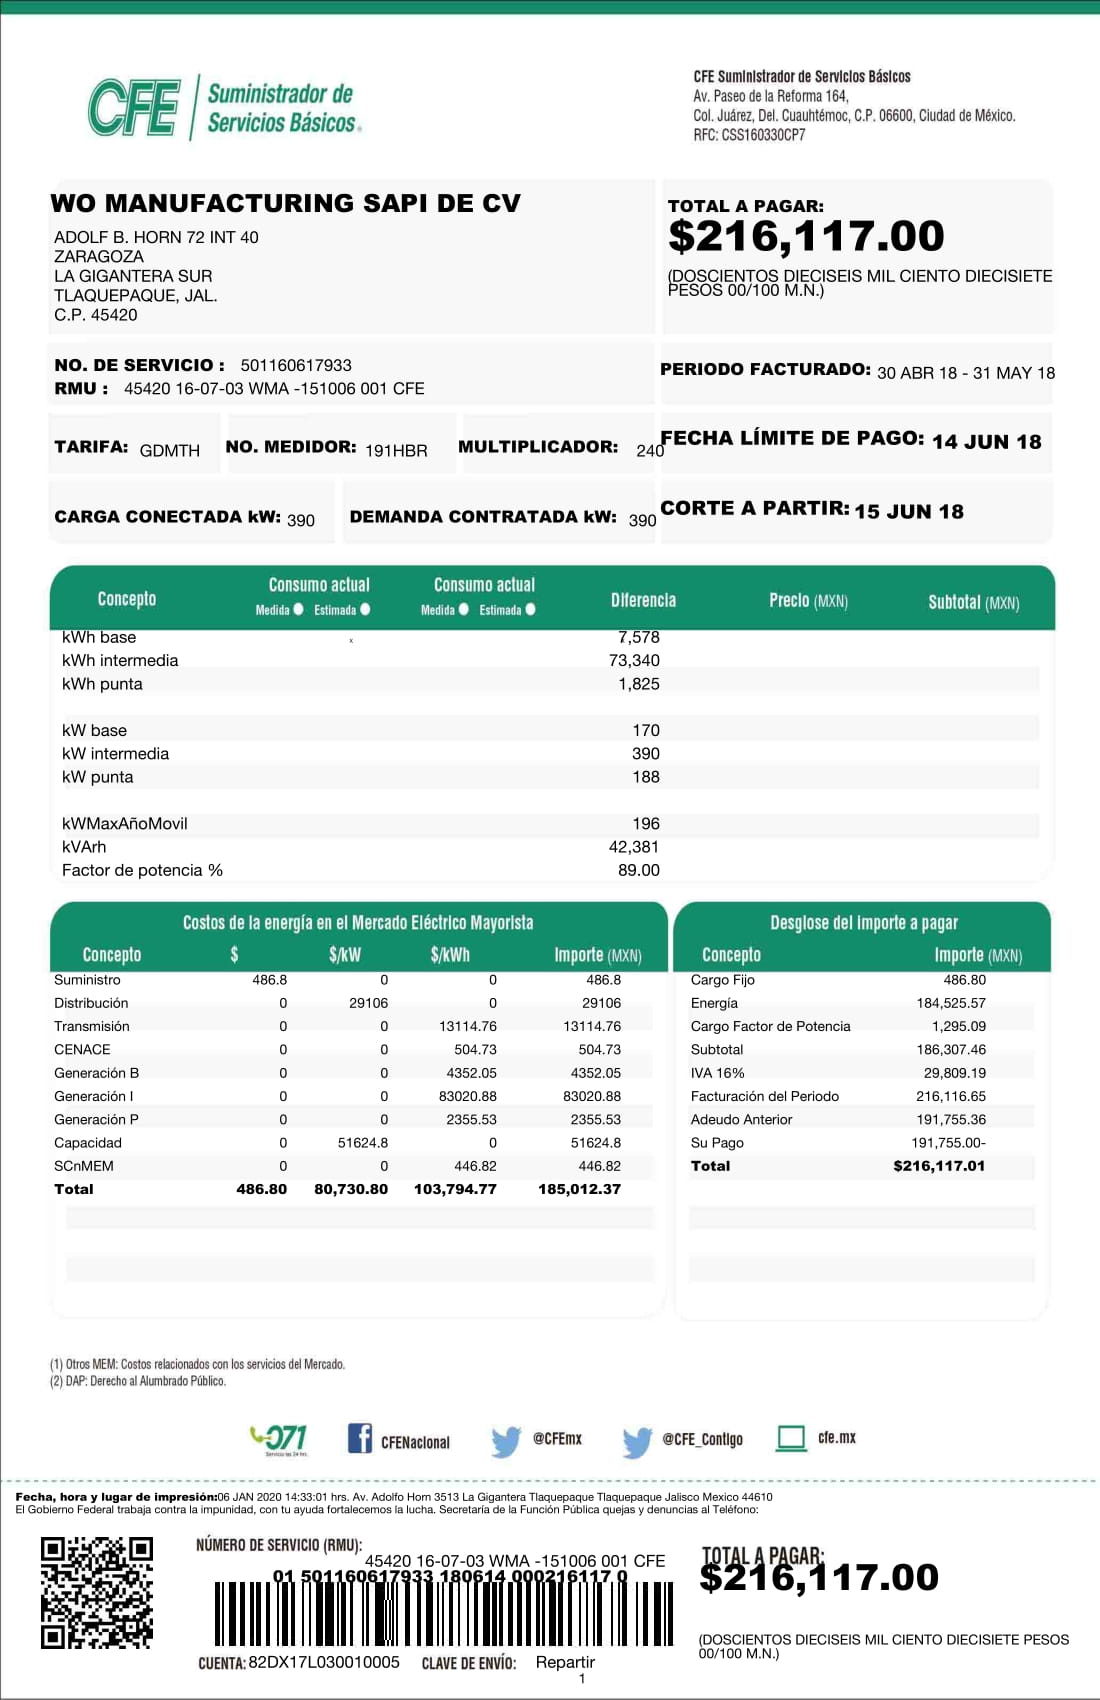 CFE Suministrador de
Servicios Básicos®
CFE Suministrador de Servicios Básicos
Av. Paseo de la Reforma 164,
Col. Juárez, Del. Cuauhtémoc, C.P. 06600, Ciudad de México.
RFC: CSS160330CP7
WO MANUFACTURING SAPI DE CV
ADOLF B. HORN 72 INT 40
ZARAGOZA
LA GIGANTERA SUR
TLAQUEPAQUE, JAL.
C.P. 45420
TOTAL A PAGAR:
$216,117.00
(DOSCIENTOS DIECISEIS MIL CIENTO DIECISIETE
PESOS 00/100 M.N.)
NO. DE SERVICIO : 501160617933
RMU : 45420 16-07-03 WMA -151006 001 CFE
PERIODO FACTURADO: 30 ABR 18 - 31 MAY 18
TARIFA: GDMTH NO. MEDIDOR: 191HBR MULTIPLICADOR: 240
FECHA LÍMITE DE PAGO: 14 JUN 18
CARGA CONECTADA kW: 390 DEMANDA CONTRATADA kW: 390
CORTE A PARTIR: 15 JUN 18
Concepto Consumo actual Medida Estimada Consumo actual Medida Estimada Diferencia Precio (MXN) Subtotal (MXN)
kWh base x 7,578
kWh intermedia 73,340
kWh punta 1,825
kW base 170
kW intermedia 390
kW punta 188
kWMaxAñoMovil 196
kVArh 42,381
Factor de potencia % 89.00
Costos de la energía en el Mercado Eléctrico Mayorista
Concepto $ $/kW $/kWh Importe (MXN)
Suministro 486.8 0 0 486.8
Distribución 0 29106 0 29106
Transmisión 0 0 13114.76 13114.76
CENACE 0 0 504.73 504.73
Generación B 0 0 4352.05 4352.05
Generación I 0 0 83020.88 83020.88
Generación P 0 0 2355.53 2355.53
Capacidad 0 51624.8 0 51624.8
SCnMEM 0 0 446.82 446.82
Total 486.80 80,730.80 103,794.77 185,012.37
Desglose del importe a pagar
Concepto Importe (MXN)
Cargo Fijo 486.80
Energía 184,525.57
Cargo Factor de Potencia 1,295.09
Subtotal 186,307.46
IVA 16% 29,809.19
Facturación del Periodo 216,116.65
Adeudo Anterior 191,755.36
Su Pago 191,755.00-
Total $216,117.01
(1) Otros MEM: Costos relacionados con los servicios del Mercado.
(2) DAP: Derecho al Alumbrado Público.
071
Servicio las 24 hrs.
CFENacional
@CFEmx
@CFE_Contigo
cfe.mx
Fecha, hora y lugar de impresión:06 JAN 2020 14:33:01 hrs. Av. Adolfo Horn 3513 La Gigantera Tlaquepaque Tlaquepaque Jalisco Mexico 44610
El Gobierno Federal trabaja contra la impunidad, con tu ayuda fortalecemos la lucha. Secretaría de la Función Pública quejas y denuncias al Teléfono:
NÚMERO DE SERVICIO (RMU):
45420 16-07-03 WMA -151006 001 CFE
01 501160617933 180614 000216117 0
CUENTA: 82DX17L030010005 CLAVE DE ENVÍO: Repartir
TOTAL A PAGAR:
$216,117.00
(DOSCIENTOS DIECISEIS MIL CIENTO DIECISIETE PESOS
00/100 M.N.)
1